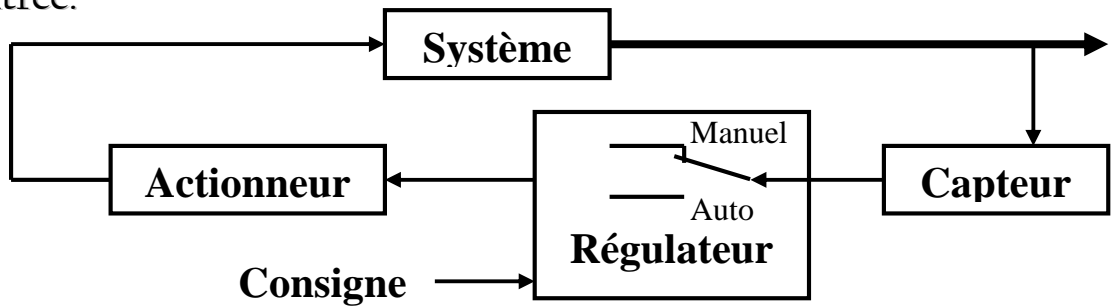 Système
Manuel
Actionneur
Capteur
Auto
Régulateur
Consigne